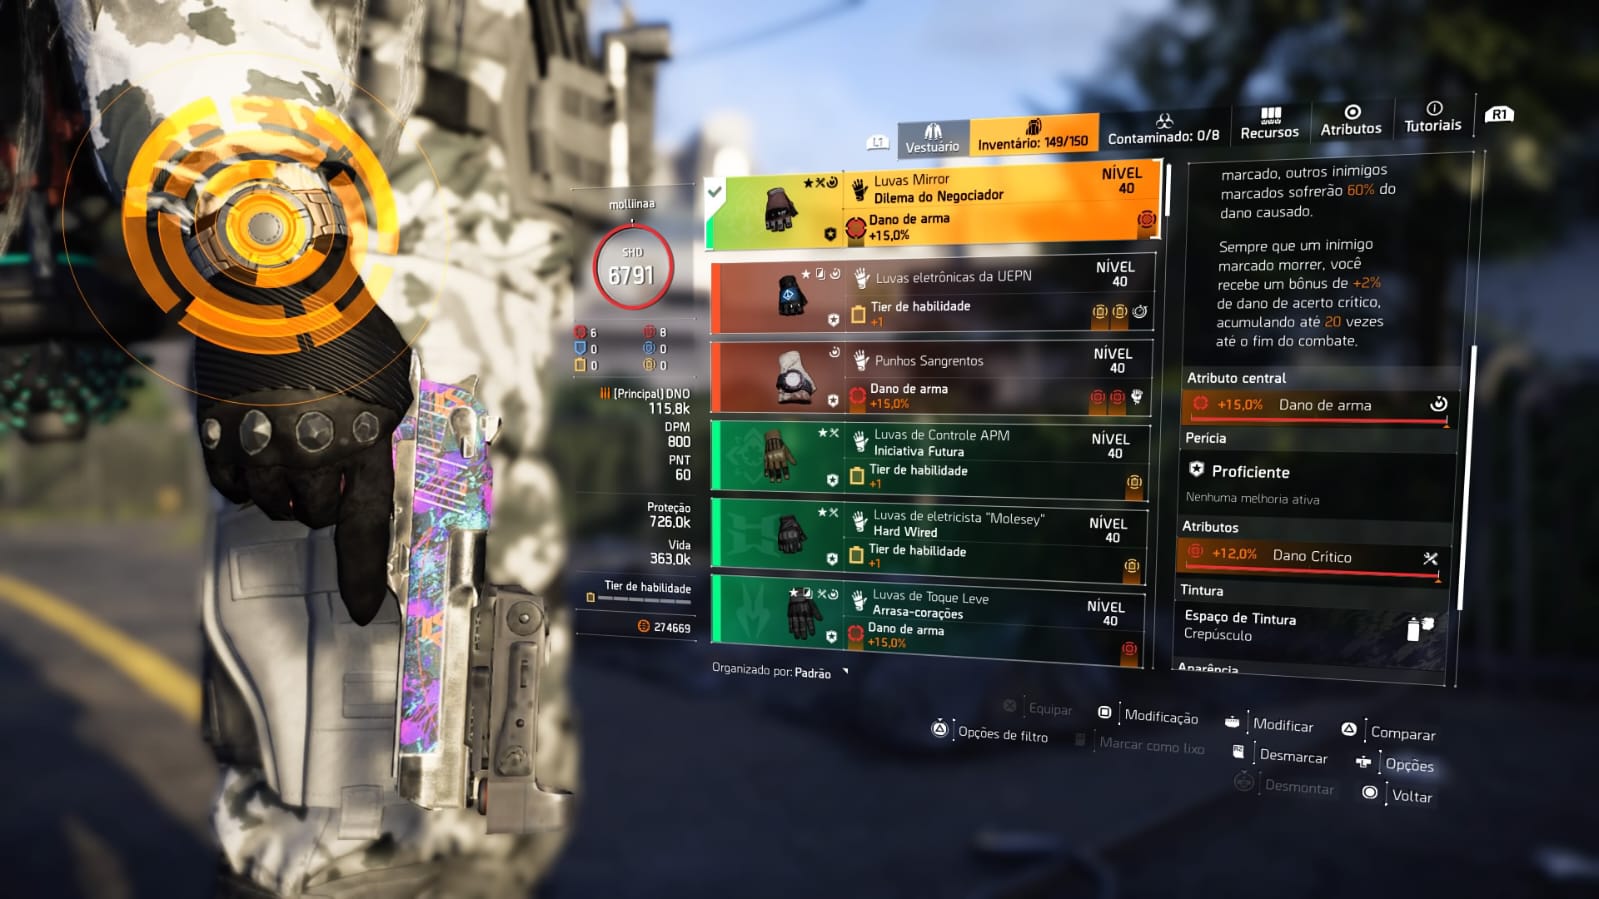 L1
Vestuário
Inventário: 149/150
Contaminado: 0/8
Recursos
Atributos
Tutoriais
R1
molliinaa
SHD
6791
6
8
0
0
0
0
[Principal] DNO
115,8k
DPM
800
PNT
60
Proteção
726,0k
Vida
363,0k
Tier de habilidade
274669
Luvas Mirror
Dilema do Negociador
NÍVEL
40
Dano de arma
+15,0%
Luvas eletrônicas da UEPN
NÍVEL
40
Tier de habilidade
+1
Punhos Sangrentos
NÍVEL
40
Dano de arma
+15,0%
Luvas de Controle APM
Iniciativa Futura
NÍVEL
40
Tier de habilidade
+1
Luvas de eletricista "Molesey"
Hard Wired
NÍVEL
40
Tier de habilidade
+1
Luvas de Toque Leve
Arrasa-corações
NÍVEL
40
Dano de arma
+15,0%
Organizado por: Padrão
marcado, outros inimigos
marcados sofrerão 60% do
dano causado.
Sempre que um inimigo
marcado morrer, você
recebe um bônus de +2%
de dano de acerto crítico,
acumulando até 20 vezes
até o fim do combate.
Atributo central
+15,0% Dano de arma
Perícia
Proficiente
Nenhuma melhoria ativa
Atributos
+12,0% Dano Crítico
Tintura
Espaço de Tintura
Crepúsculo
Aparência
Equipar
Modificação
Modificar
Comparar
Opções de filtro
Marcar como lixo
R2
Desmarcar
Opções
Desmontar
Voltar